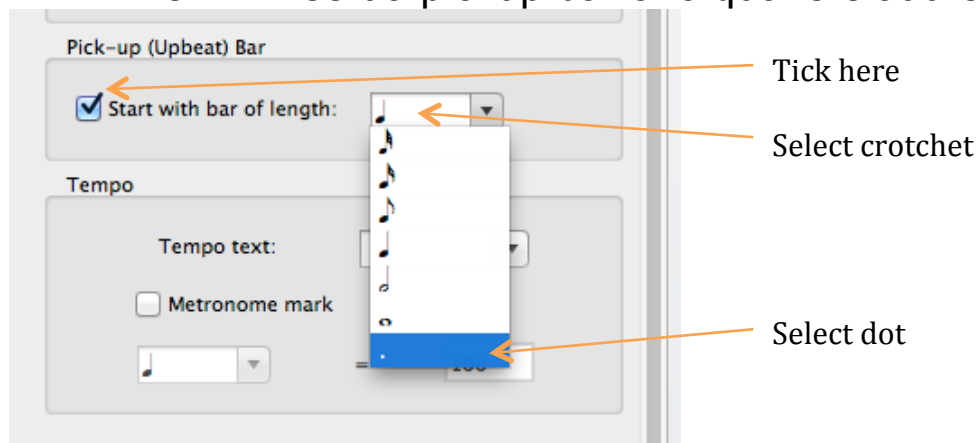 Pick-up (Upbeat) Bar
Tick here
Start with bar of length:
Select crotchet
Tempo
Tempo text:
Metronome mark
Select dot
=